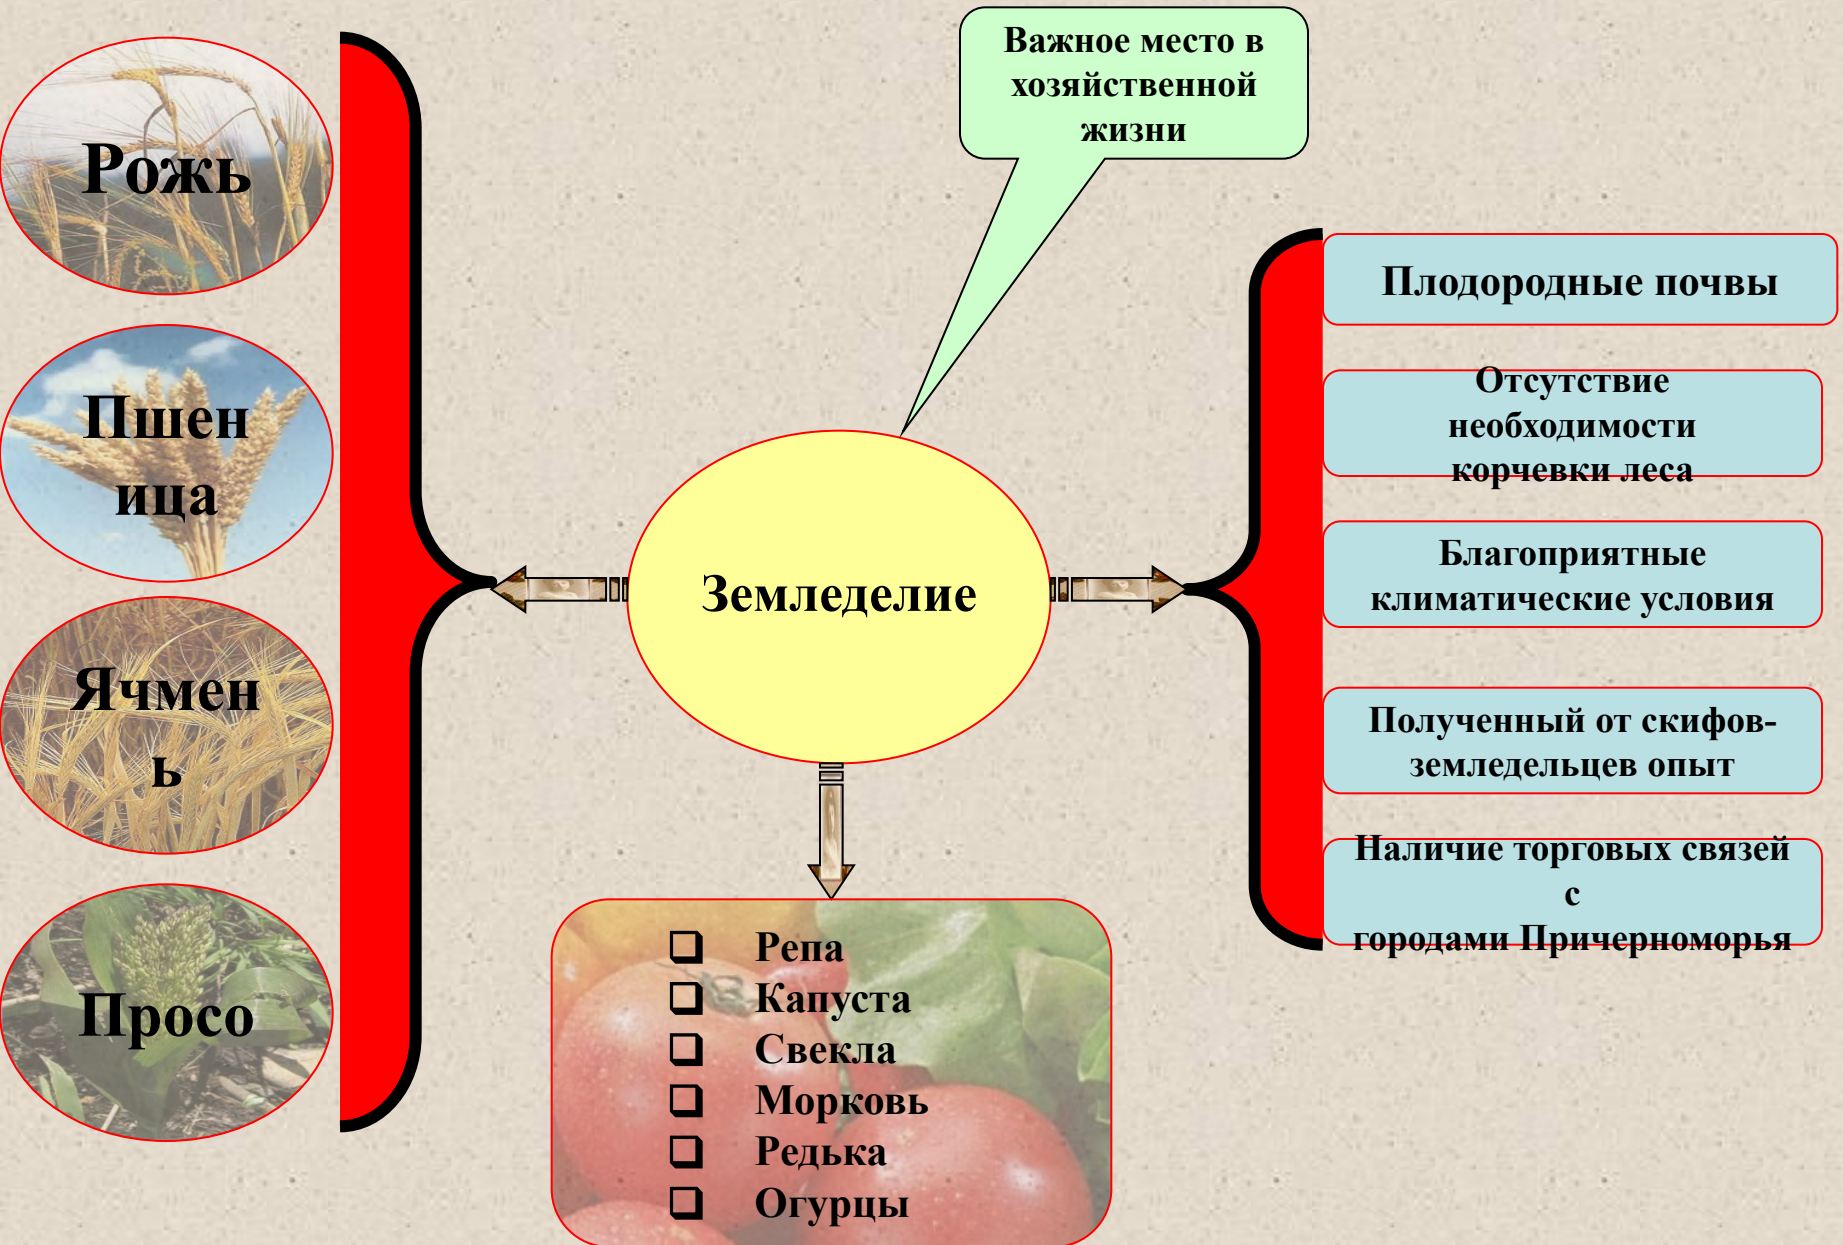 Важное место в
хозяйственной
жизни
Рожь
Пшен
ица
Ячмен
ь
Просо
Земледелие
Плодородные почвы
Отсутствие
необходимости
корчевки леса
Благоприятные
климатические условия
Полученный от скифов-
земледельцев опыт
Наличие торговых связей
с
городами Причерноморья
Репа
Капуста
Свекла
Морковь
Редька
Огурцы